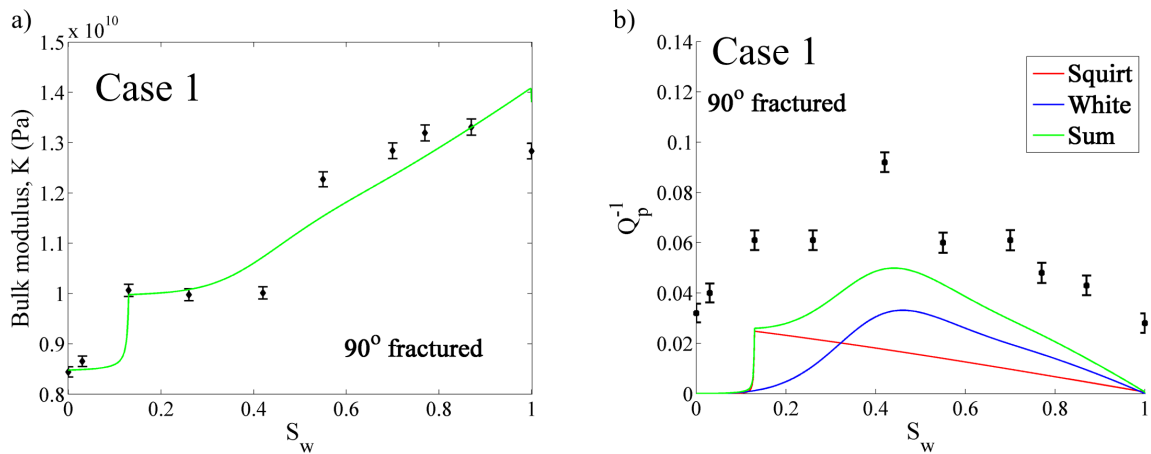 a)
x 10^10
1.5
1.4
1.3
1.2
1.1
1
0.9
0.8
Bulk modulus, K (Pa)
Case 1
90° fractured
0 0.2 0.4 0.6 0.8 1
S_w
b)
0.14
0.12
0.1
0.08
0.06
0.04
0.02
0
Q_p^-1
Case 1
90° fractured
Squirt
White
Sum
0.2 0.4 0.6 0.8 1
S_w